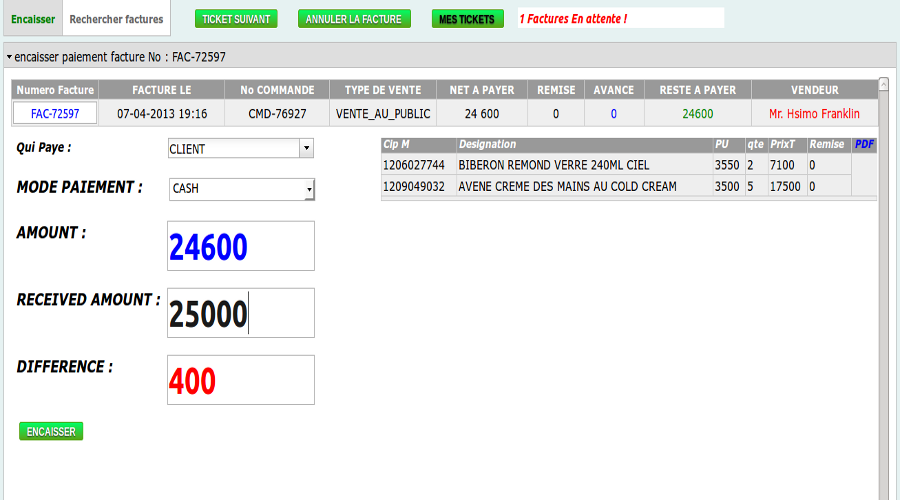 Encaisser Rechercher factures TICKET SUIVANT ANNULER LA FACTURE MES TICKETS 1 Factures En attente !
encaisser paiement facture No : FAC-72597
Numero Facture FACTURE LE No COMMANDE TYPE DE VENTE NET A PAYER REMISE AVANCE RESTE A PAYER VENDEUR
FAC-72597 07-04-2013 19:16 CMD-76927 VENTE_AU_PUBLIC 24 600 0 0 24600 Mr. Hsimo Franklin
Qui Paye : CLIENT
MODE PAIEMENT : CASH
AMOUNT : 24600
RECEIVED AMOUNT : 25000
DIFFERENCE : 400
ENCAISSER
Cip M Designation PU qte PrixT Remise PDF
1206027744 BIBERON REMOND VERRE 240ML CIEL 3550 2 7100 0
1209049032 AVENE CREME DES MAINS AU COLD CREAM 3500 5 17500 0